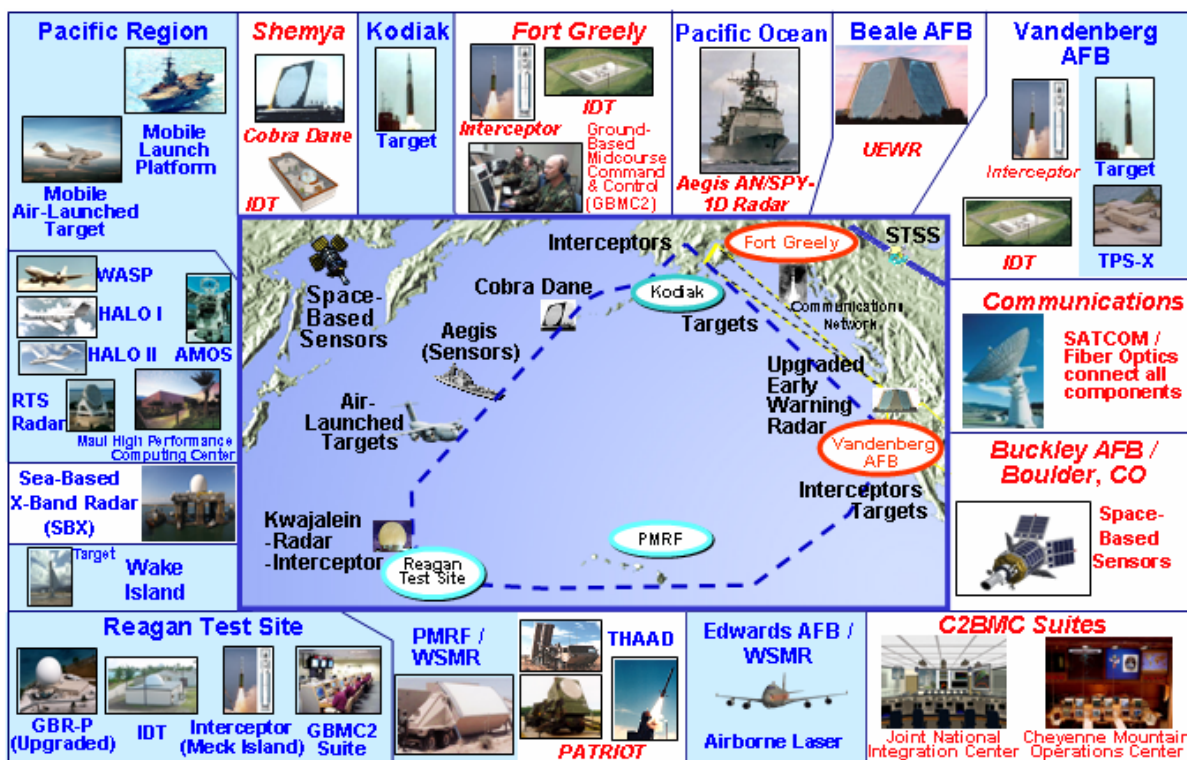 Pacific Region
Mobile
Launch
Platform
Mobile
Air-Launched
Target
Shemya
Cobra Dane
IDT
Kodiak
Target
Fort Greely
Interceptor
IDT
Ground-
Based
Midcourse
Command
& Control
(GBMC2)
Pacific Ocean
Aegis AN/SPY-
1D Radar
Beale AFB
UEWR
Vandenberg
AFB
Interceptor
Target
IDT
TPS-X
WASP
HALO I
HALO II
AMOS
RTS
Radar
Maui High Performance
Computing Center
Sea-Based
X-Band Radar
(SBX)
Target
Wake
Island
Space-
Based
Sensors
Interceptors
Fort Greely
STSS
Cobra Dane
Kodiak
Targets
Communications
Network
Aegis
(Sensors)
Upgraded
Early
Warning
Radar
Air-
Launched
Targets
Vandenberg
AFB
Interceptors
Targets
Kwajalein
-Radar
-Interceptor
Reagan
Test Site
PMRF
Communications
SATCOM /
Fiber Optics
connect all
components
Buckley AFB /
Boulder, CO
Space-
Based
Sensors
Reagan Test Site
GBR-P
(Upgraded)
IDT
Interceptor
(Meck Island)
GBMC2
Suite
PMRF /
WSMR
THAAD
PATRIOT
Edwards AFB /
WSMR
Airborne Laser
C2BMC Suites
Joint National
Integration Center
Cheyenne Mountain
Operations Center